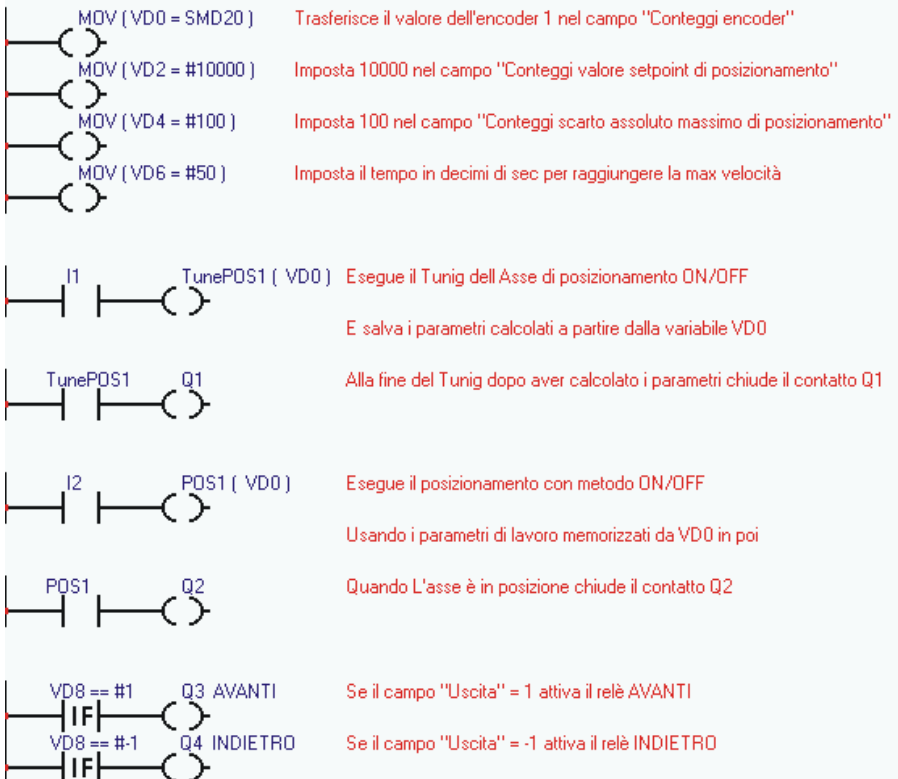 MOV ( VD0 = SMD20 ) Trasferisce il valore dell'encoder 1 nel campo "Conteggi encoder"
MOV ( VD2 = #10000 ) Imposta 10000 nel campo "Conteggi valore setpoint di posizionamento"
MOV ( VD4 = #100 ) Imposta 100 nel campo "Conteggi scarto assoluto massimo di posizionamento"
MOV ( VD6 = #50 ) Imposta il tempo in decimi di sec per raggiungere la max velocità
I1 TunePOS1 ( VD0 ) Esegue il Tunig dell Asse di posizionamento ON/OFF
E salva i parametri calcolati a partire dalla variabile VD0
TunePOS1 Q1 Alla fine del Tunig dopo aver calcolato i parametri chiude il contatto Q1
I2 POS1 ( VD0 ) Esegue il posizionamento con metodo ON/OFF
Usando i parametri di lavoro memorizzati da VD0 in poi
POS1 Q2 Quando L'asse è in posizione chiude il contatto Q2
VD8 == #1 Q3 AVANTI Se il campo "Uscita" = 1 attiva il relè AVANTI
IF
VD8 == #-1 Q4 INDIETRO Se il campo "Uscita" = -1 attiva il relè INDIETRO
IF